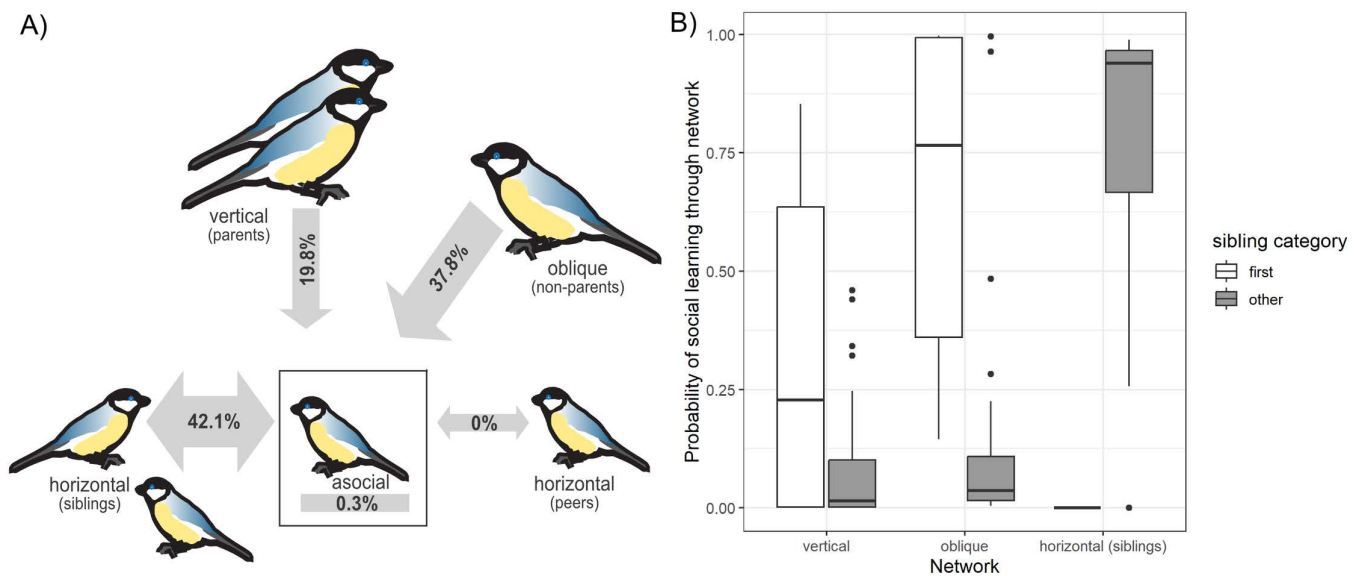 A)
vertical
(parents)
19.8%
oblique
(non-parents)
37.8%
42.1%
horizontal
(siblings)
asocial
0.3%
0%
horizontal
(peers)
B)
Probability of social learning through network
1.00
0.75
0.50
0.25
0.00
vertical
oblique
horizontal (siblings)
Network
sibling category
first
other